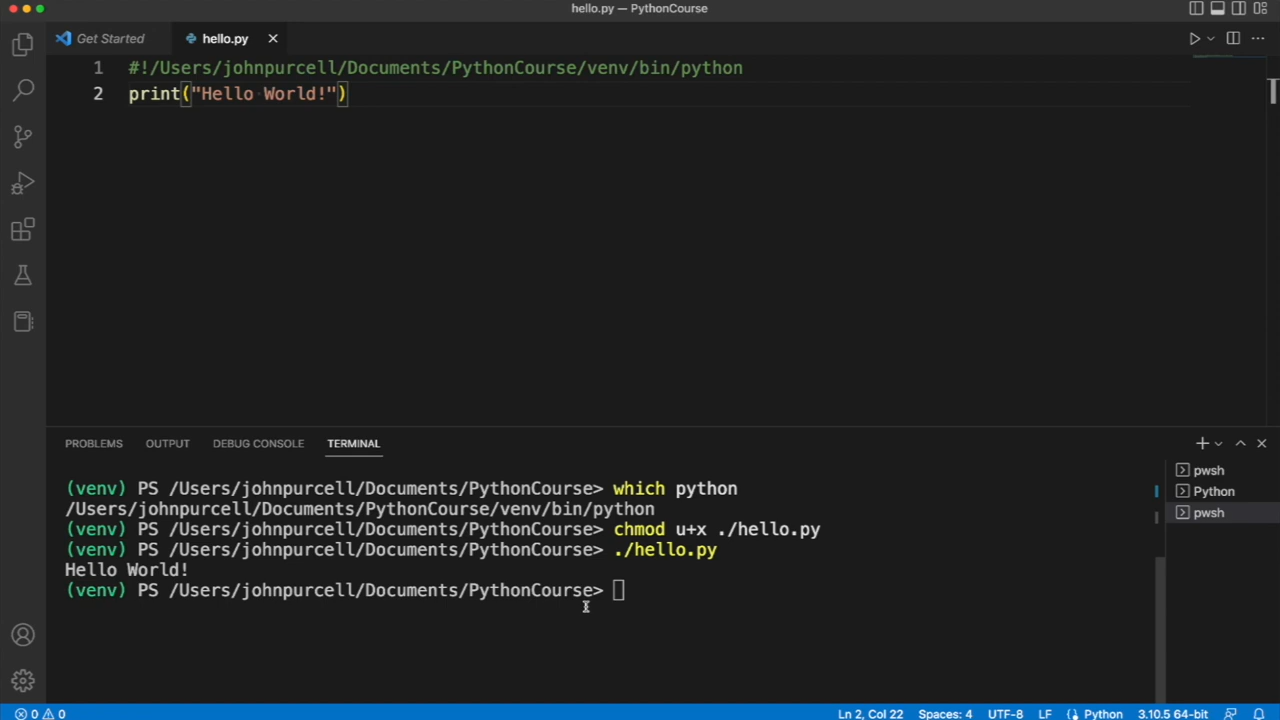 hello.py — PythonCourse
Get Started
hello.py
1 #!/Users/johnpurcell/Documents/PythonCourse/venv/bin/python
2 print("Hello World!")
PROBLEMS OUTPUT DEBUG CONSOLE TERMINAL
(venv) PS /Users/johnpurcell/Documents/PythonCourse> which python
/Users/johnpurcell/Documents/PythonCourse/venv/bin/python
(venv) PS /Users/johnpurcell/Documents/PythonCourse> chmod u+x ./hello.py
(venv) PS /Users/johnpurcell/Documents/PythonCourse> ./hello.py
Hello World!
(venv) PS /Users/johnpurcell/Documents/PythonCourse>
pwsh
Python
pwsh
0 0 Ln 2, Col 22 Spaces: 4 UTF-8 LF Python 3.10.5 64-bit